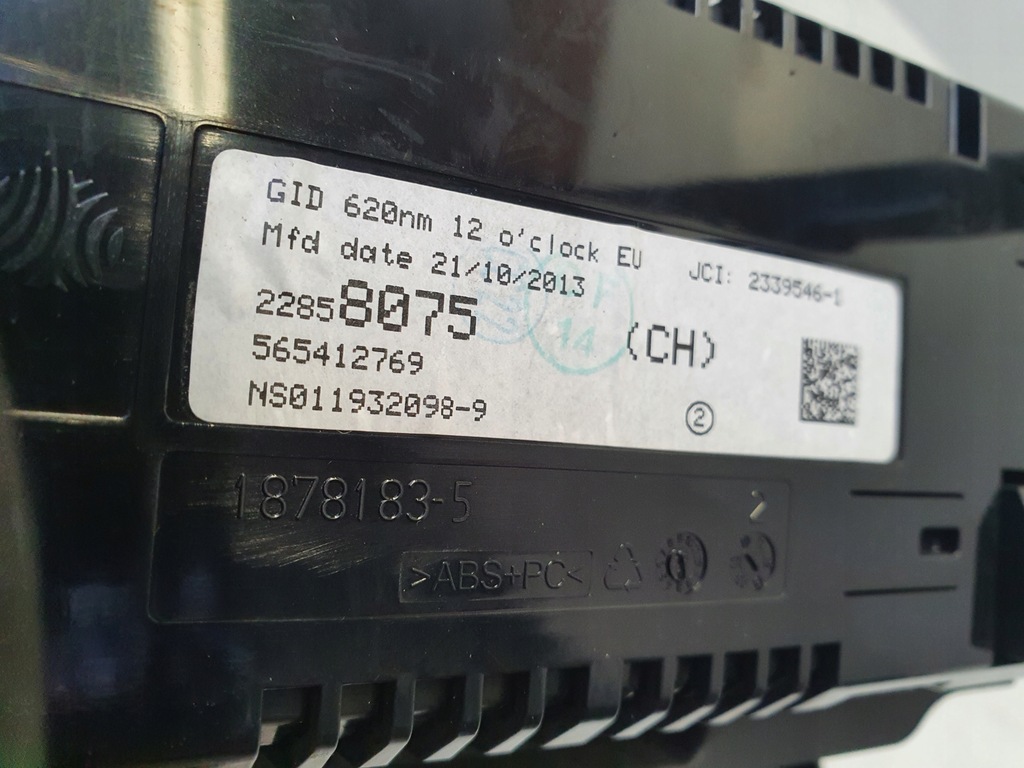 GID 620nm 12 o'clock EU
Mfd date 21/10/2013
JCI: 2339546-1
22858075
(CH)
565412769
NS011932098-9
2
14
1878183-5
>ABS+PC<